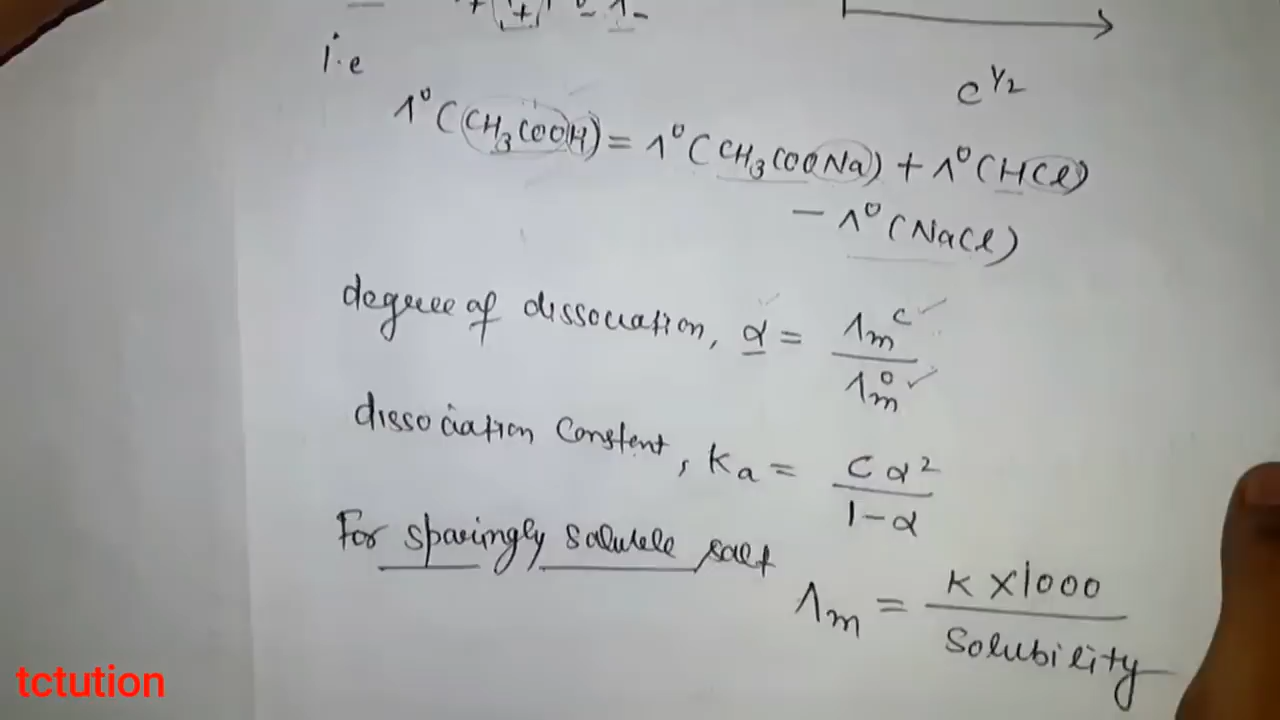 i.e
C^1/2
Λ° (CH3COOH) = Λ° (CH3COONa) + Λ° (HCl)
− Λ° (NaCl)
degree of dissociation, α = Λm^c / Λm^o
dissociation Constent, Ka = Cα² / 1-α
For sparingly soluble salt
Λm = K X 1000 / Solubility
tctution